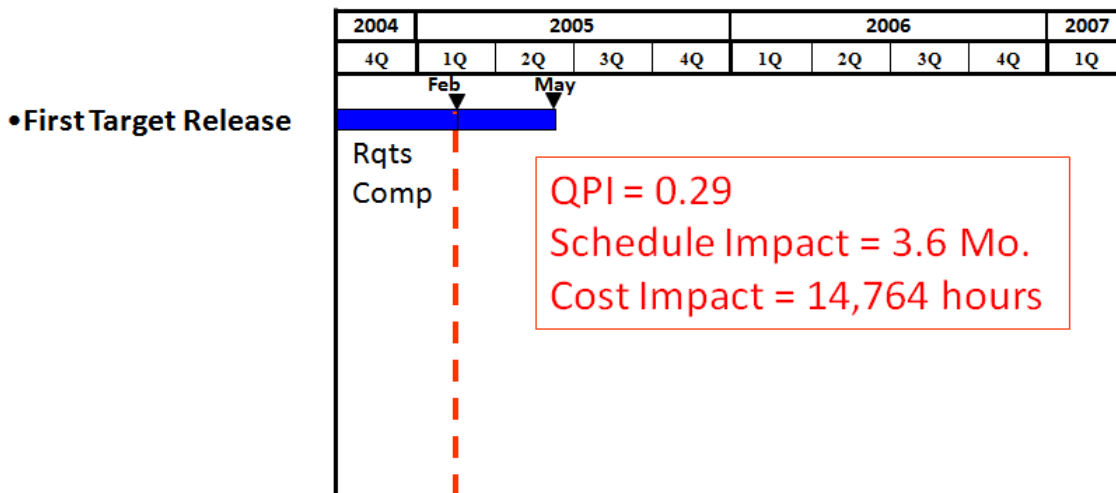 2004 2005 2006 2007
4Q 1Q 2Q 3Q 4Q 1Q 2Q 3Q 4Q 1Q
Feb May
•First Target Release
Rqts
Comp
QPI = 0.29
Schedule Impact = 3.6 Mo.
Cost Impact = 14,764 hours